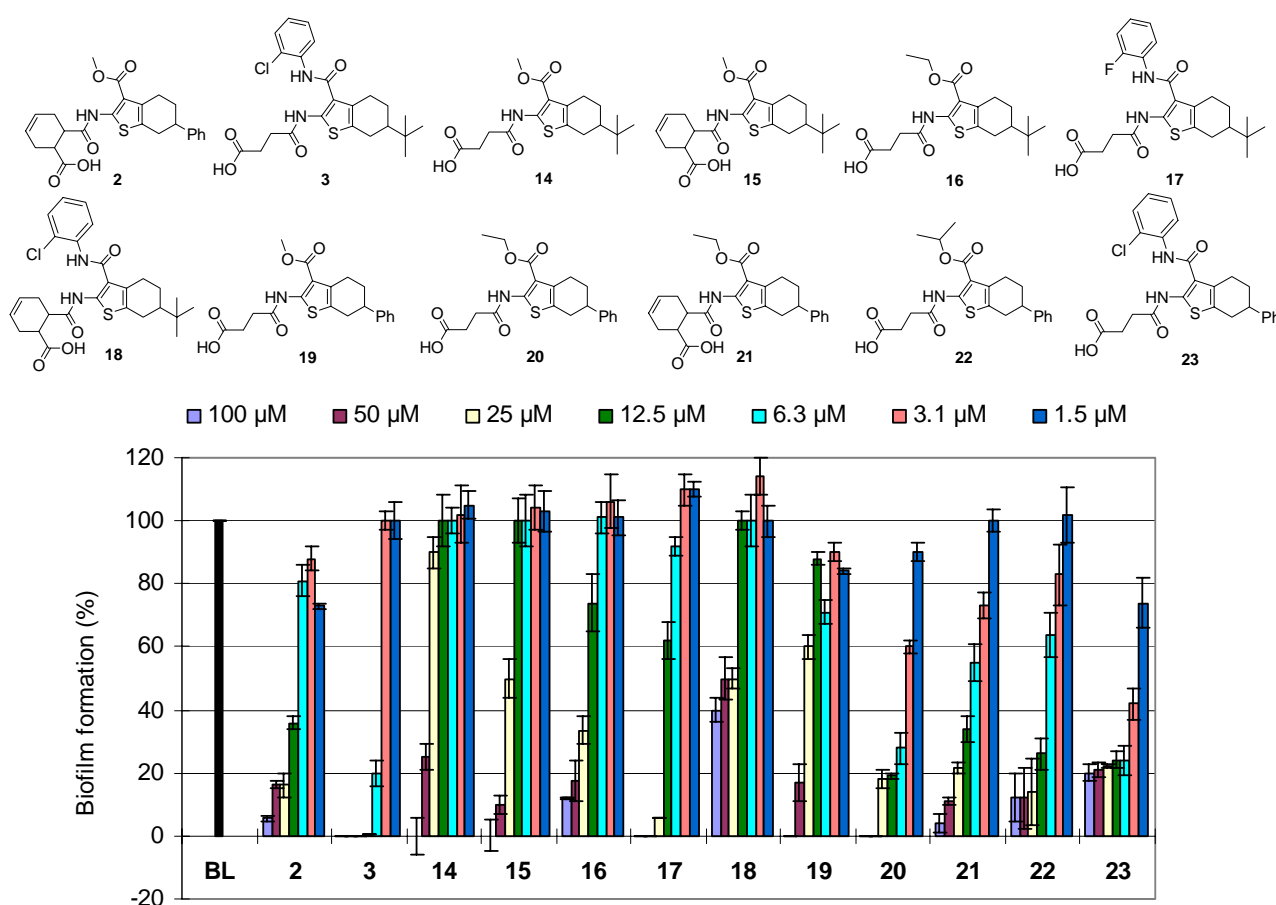 O O
HN
O S Ph
OH
O
2
Cl HN O
HN
O O S
HO
3
O O
HN
O O S
HO
14
O O
HN
O S
OH
O
15
O O
HN
O O S
HO
16
F HN O
HN
O O S
HO
17
Cl HN O
HN
O S
OH
O
18
O O
HN
O O S Ph
HO
19
O O
HN
O O S Ph
HO
20
O O
HN
O S Ph
OH
O
21
O O
HN
O O S Ph
HO
22
Cl HN O
HN
O O S Ph
HO
23
100 µM 50 µM 25 µM 12.5 µM 6.3 µM 3.1 µM 1.5 µM
Biofilm formation (%)
120
100
80
60
40
20
0
-20
BL 2 3 14 15 16 17 18 19 20 21 22 23